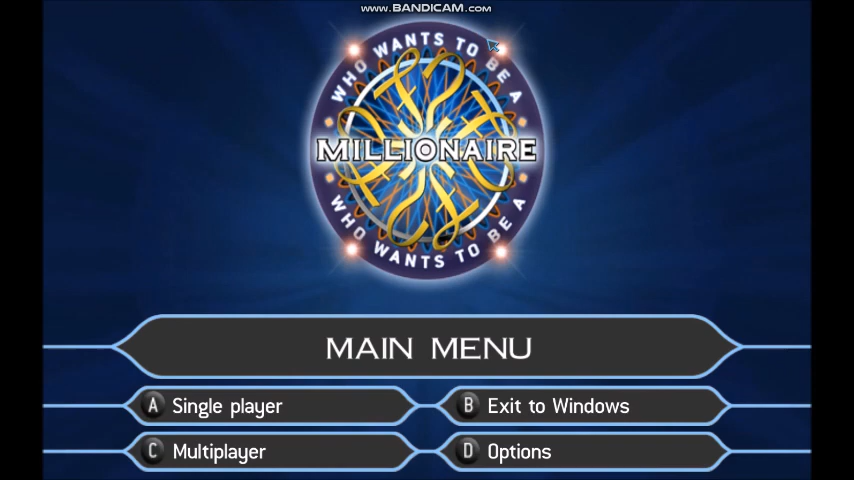 www.BANDICAM.com
WHO WANTS TO BE A
MILLIONAIRE
WHO WANTS TO BE A
MAIN MENU
A Single player
B Exit to Windows
C Multiplayer
D Options